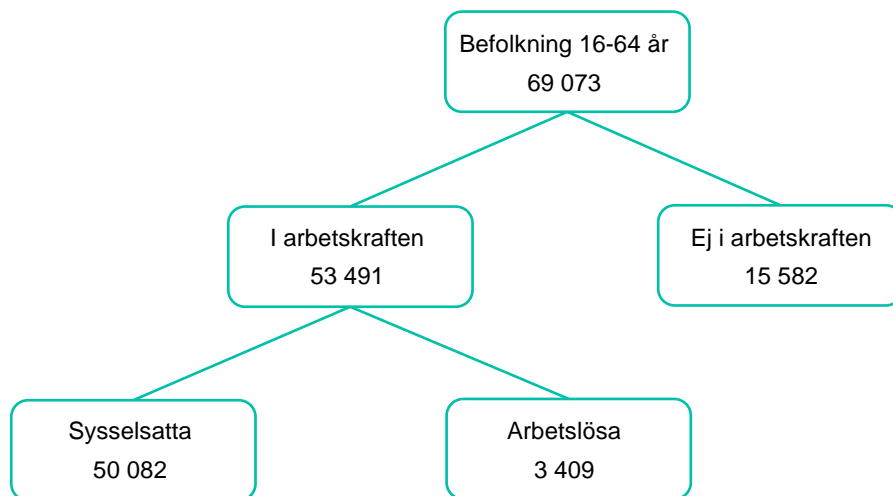 Befolkning 16-64 år
69 073
I arbetskraften
53 491
Ej i arbetskraften
15 582
Sysselsatta
50 082
Arbetslösa
3 409